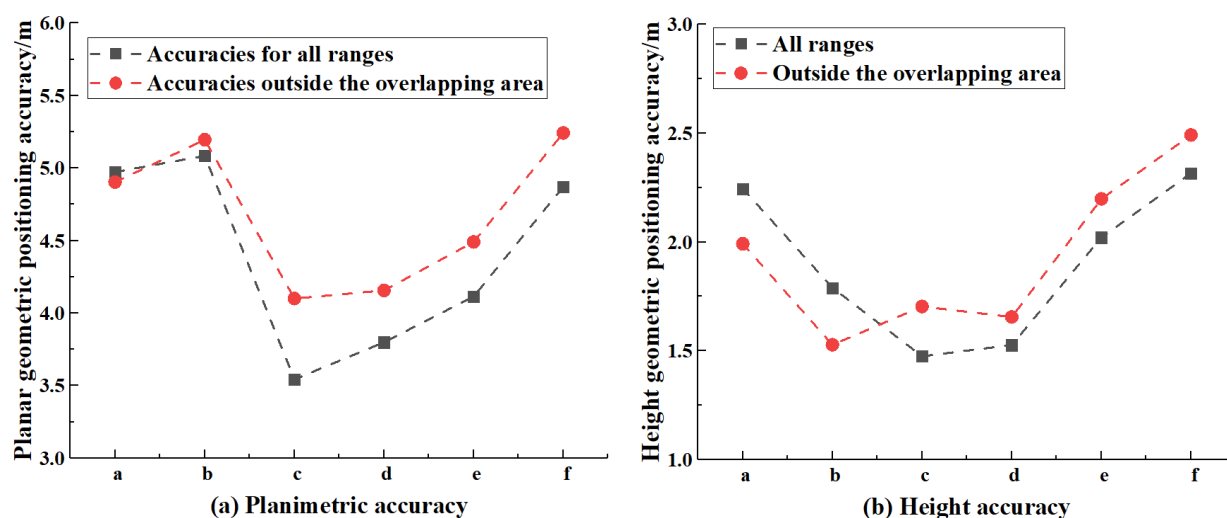 Planar geometric positioning accuracy/m
6.0
5.5
5.0
4.5
4.0
3.5
3.0
Accuracies for all ranges
Accuracies outside the overlapping area
a b c d e f
(a) Planimetric accuracy
Height geometric positioning accuracy/m
3.0
2.5
2.0
1.5
1.0
All ranges
Outside the overlapping area
a b c d e f
(b) Height accuracy